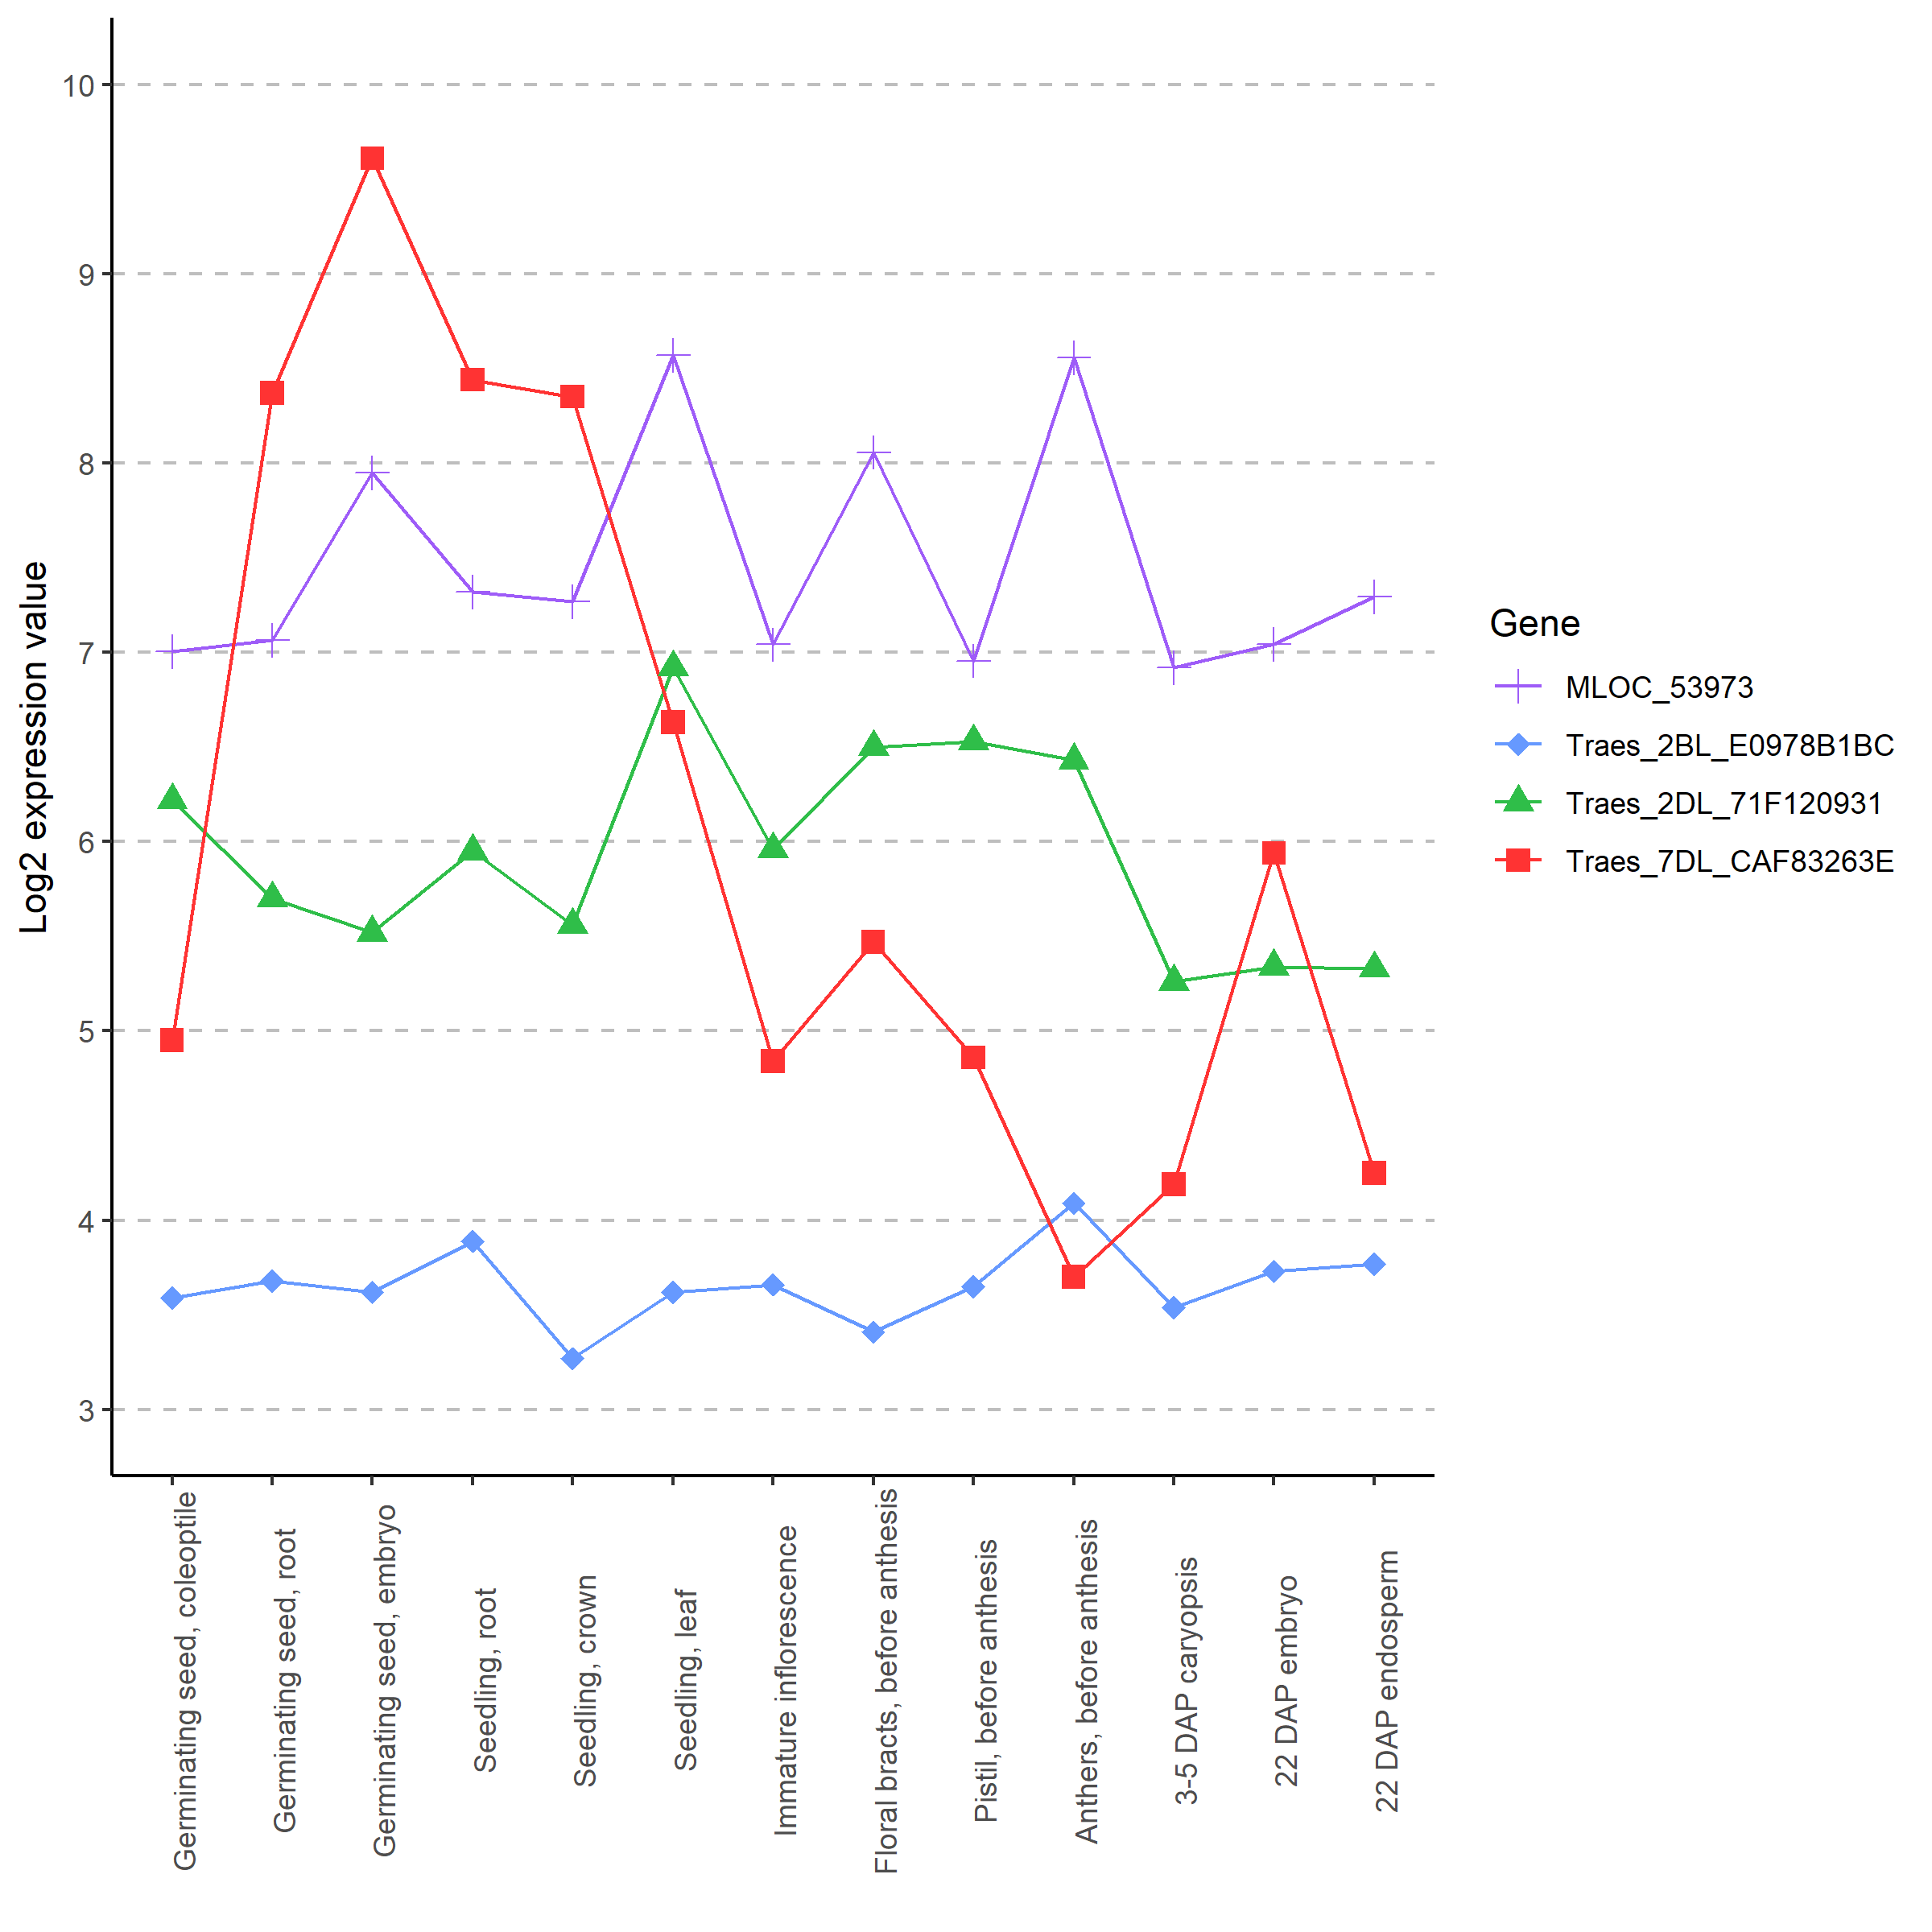 Log2 expression value
10
9
8
7
6
5
4
3
Germinating seed, coleoptile
Germinating seed, root
Germinating seed, embryo
Seedling, root
Seedling, crown
Seedling, leaf
Immature inflorescence
Floral bracts, before anthesis
Pistil, before anthesis
Anthers, before anthesis
3-5 DAP caryopsis
22 DAP embryo
22 DAP endosperm
Gene
MLOC_53973
Traes_2BL_E0978B1BC
Traes_2DL_71F120931
Traes_7DL_CAF83263E